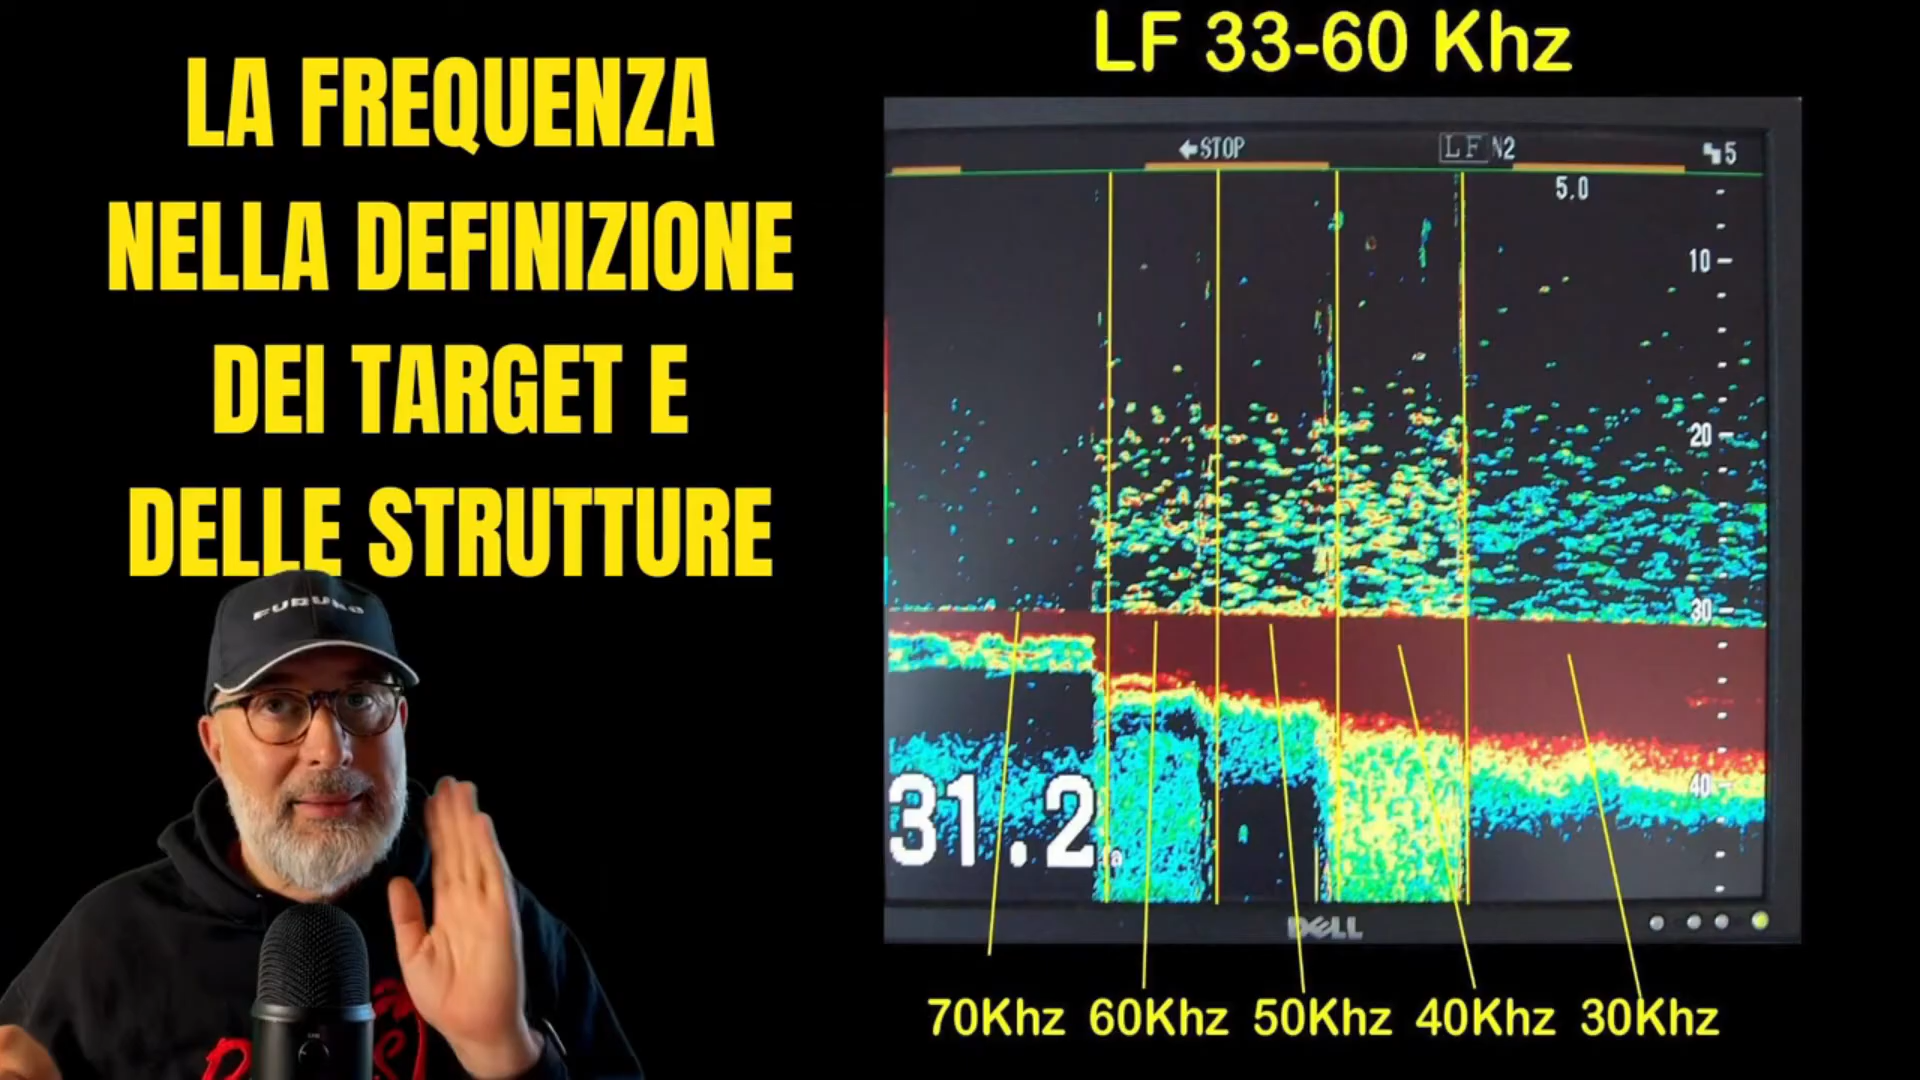 LA FREQUENZA
NELLA DEFINIZIONE
DEI TARGET E
DELLE STRUTTURE
LF 33-60 Khz
STOP
LF N2
5
5.0
10
20
30
40
31.2
DELL
70Khz 60Khz 50Khz 40Khz 30Khz
FURUNO